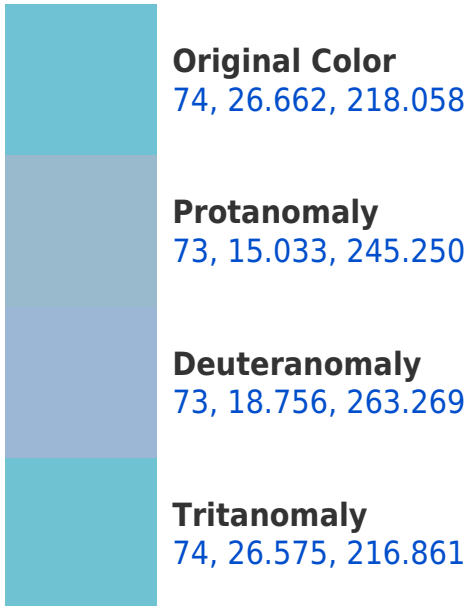 Original Color
74, 26.662, 218.058
Protanomaly
73, 15.033, 245.250
Deuteranomaly
73, 18.756, 263.269
Tritanomaly
74, 26.575, 216.861